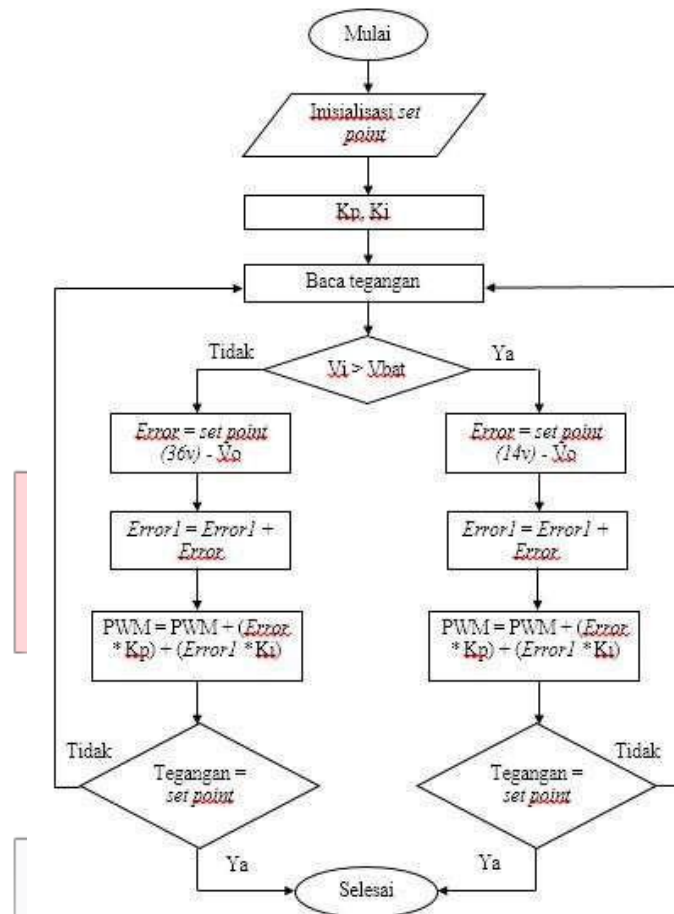 Mulai
Inisialisasi set
point
Kp, Ki
Baca tegangan
Tidak
Vi > Vbat
Ya
Error = set point
(36v) - Vo
Error1 = Error1 +
Error
PWM = PWM + (Error
* Kp) + (Error1 *Ki)
Tidak
Tegangan =
set point
Ya
Error = set point
(14v) - Vo
Error1 = Error1 +
Error
PWM = PWM + (Error
* Kp) + (Error1 *Ki)
Tegangan =
set point
Tidak
Ya
Selesai